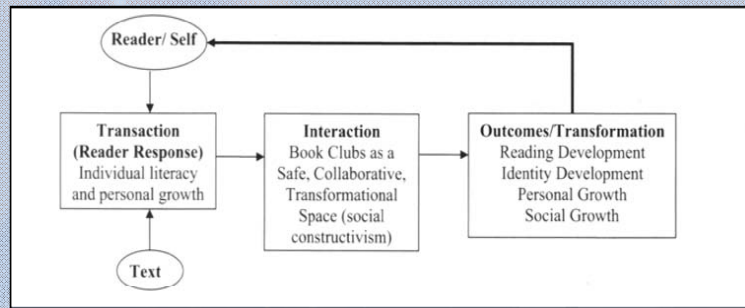 Reader/ Self
Transaction
(Reader Response)
Individual literacy
and personal growth
Interaction
Book Clubs as a
Safe, Collaborative,
Transformational
Space (social
constructivism)
Outcomes/Transformation
Reading Development
Identity Development
Personal Growth
Social Growth
Text